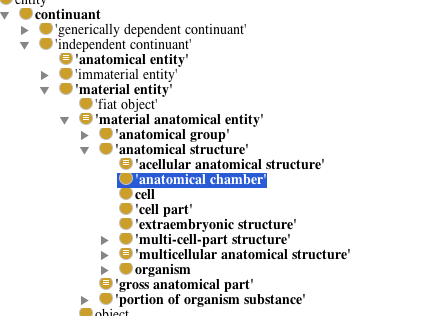 entity
continuant
'generically dependent continuant'
'independent continuant'
'anatomical entity'
'immaterial entity'
'material entity'
'fiat object'
'material anatomical entity'
'anatomical group'
'anatomical structure'
'acellular anatomical structure'
'anatomical chamber'
cell
'cell part'
'extraembryonic structure'
'multi-cell-part structure'
'multicellular anatomical structure'
organism
'gross anatomical part'
'portion of organism substance'
object